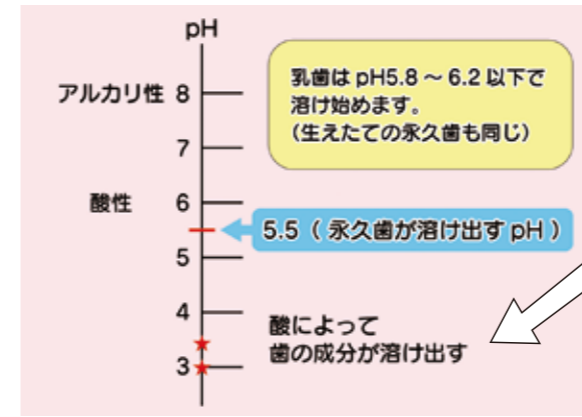 pH
アルカリ性 8
乳歯は pH5.8 ～ 6.2 以下で
溶け始めます。
（生えたての永久歯も同じ）
7
酸性 6
5.5（ 永久歯が溶け出す pH ）
5
4
酸によって
歯の成分が溶け出す
3